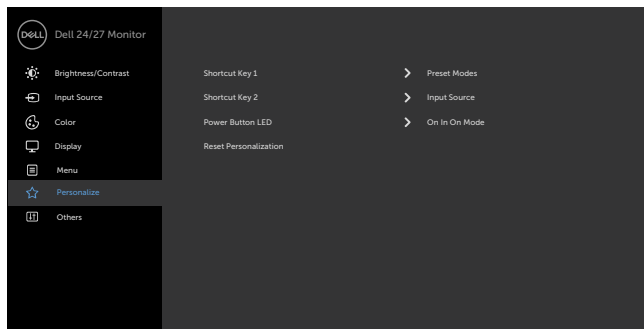 DELL Dell 24/27 Monitor
Brightness/Contrast Shortcut Key 1 Preset Modes
Input Source Shortcut Key 2 Input Source
Color Power Button LED On In On Mode
Display Reset Personalization
Menu
Personalize
Others